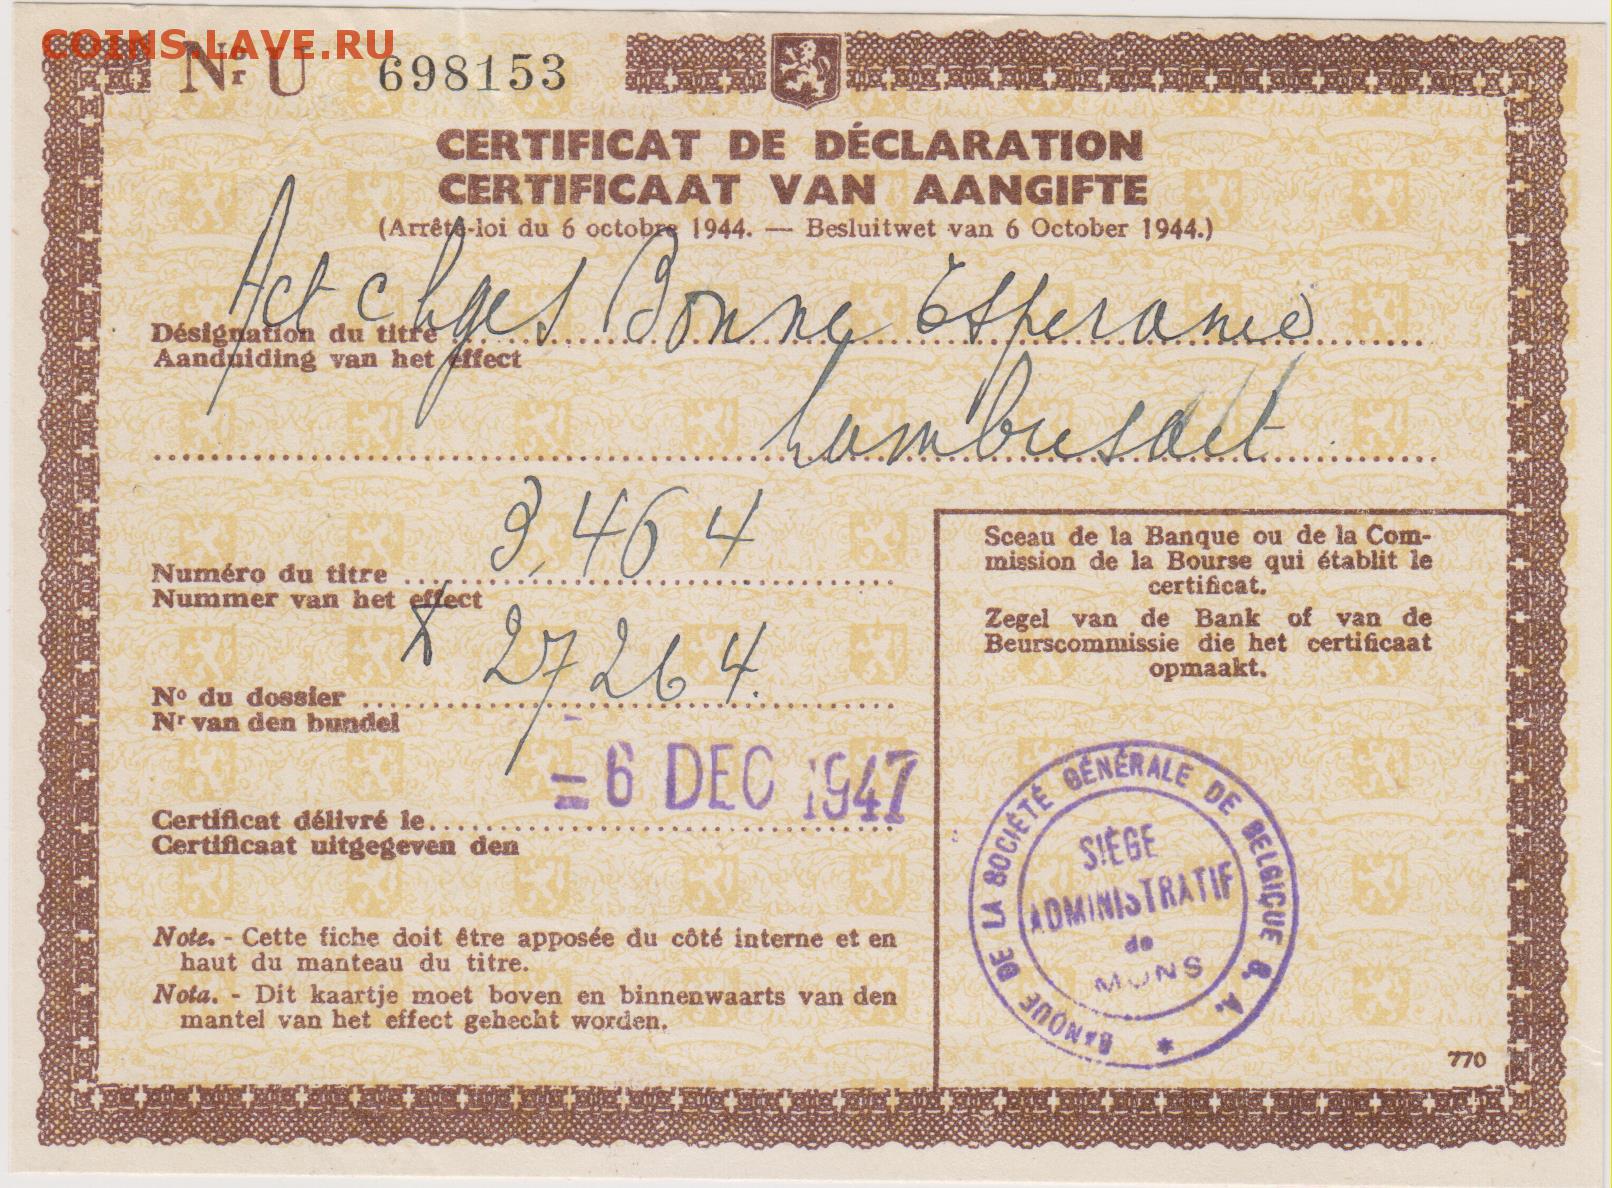 COINS.LAVE.RU
No/r U 698153
CERTIFICAT DE DÉCLARATION
CERTIFICAAT VAN AANGIFTE
(Arrêté-loi du 6 octobre 1944. — Besluitwet van 6 October 1944.)
Act Bonne Espérance
Désignation du titre
Aanduiding van het effect
Lambusart
3,464
Numéro du titre
Nummer van het effect
27264.
Nº du dossier
Nr van den bundel
= 6 DEC 1947
Certificat délivré le
Certificaat uitgegeven den
Note. - Cette fiche doit être apposée du côté interne et en
haut du manteau du titre.
Nota. - Dit kaartje moet boven en binnenwaarts van den
mantel van het effect gehecht worden.
Sceau de la Banque ou de la Com-
mission de la Bourse qui établit le
certificat.
Zegel van de Bank of van de
Beurscommissie die het certificaat
opmaakt.
BANQUE DE LA SOCIÉTÉ GÉNÉRALE DE BELGIQUE S. A. *
SIÈGE
ADMINISTRATIF
de
MONS
770